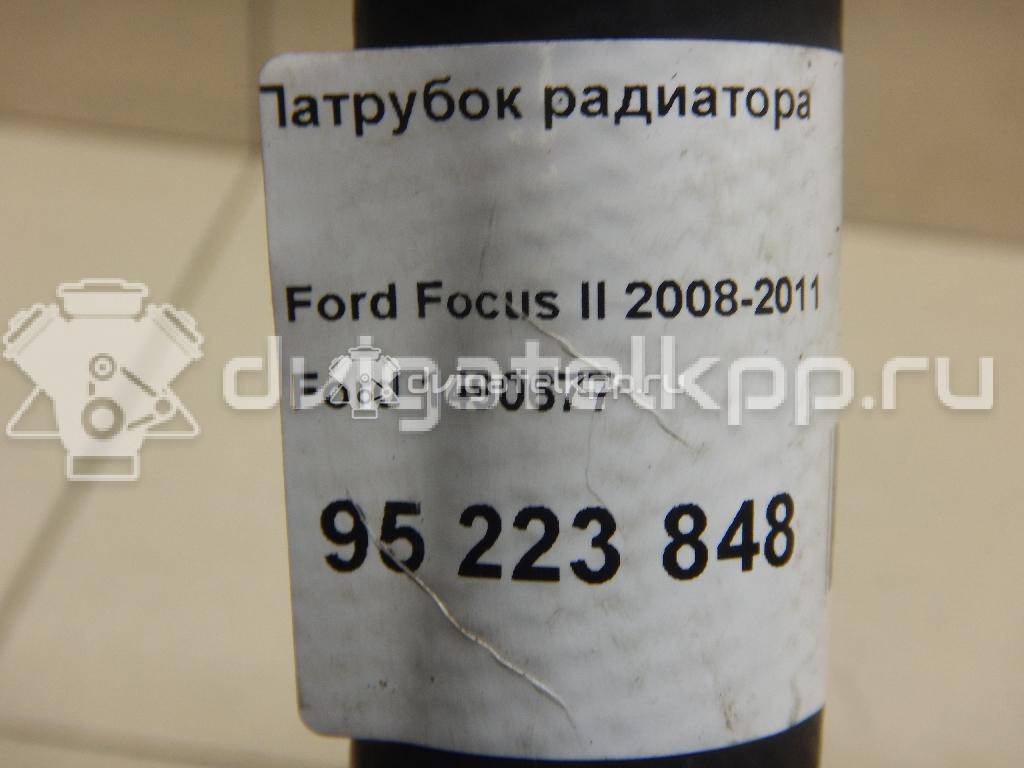 Патрубок радиатора
Ford Focus II 2008-2011
dvigatelkpp.ru
95 223 848